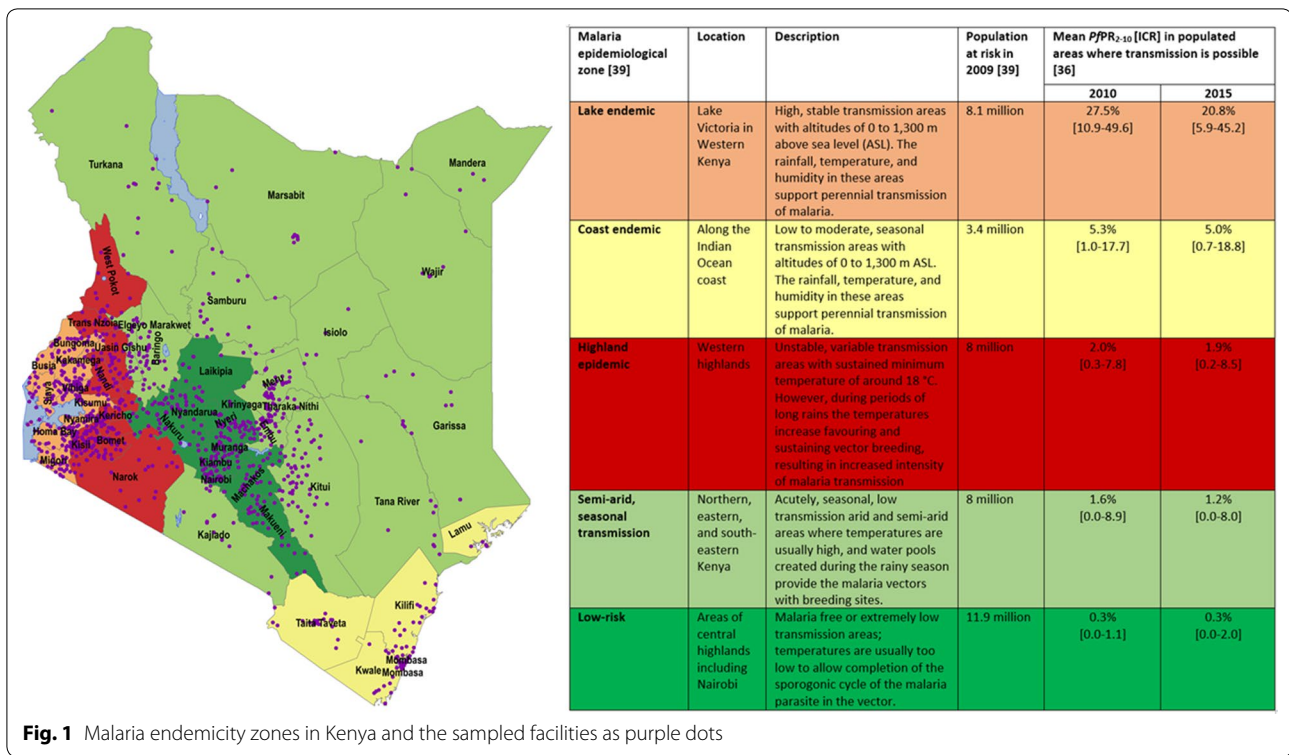 Turkana
Mandera
Marsabit
West Pokot
Wajir
Samburu
Trans Nzoia
Elgeyo Marakwet
Isiolo
Bungoma
Uasin Gishu
Baringo
Kakamega
Busia
Nandi
Laikipia
Meru
Siaya
Vihiga
Kisumu
Kirinyaga
Tharaka-Nithi
Nyandarua
Nyamira
Kericho
Nyeri
Embu
Garissa
Homa Bay
Nakuru
Kisii
Bomet
Muranga
Migori
Kiambu
Narok
Nairobi
Machakos
Kitui
Tana River
Makueni
Kajiado
Lamu
Kilifi
Taita Taveta
Mombasa
Kwale
Mombasa
Malaria
epidemiological
zone [39]
Location
Description
Population
at risk in
2009 [39]
Mean PfPR2-10 [ICR] in populated
areas where transmission is possible
[36]
2010
2015
Lake endemic
Lake
Victoria in
Western
Kenya
High, stable transmission areas
with altitudes of 0 to 1,300 m
above sea level (ASL). The
rainfall, temperature, and
humidity in these areas
support perennial transmission
of malaria.
8.1 million
27.5%
[10.9-49.6]
20.8%
[5.9-45.2]
Coast endemic
Along the
Indian
Ocean
coast
Low to moderate, seasonal
transmission areas with
altitudes of 0 to 1,300 m ASL.
The rainfall, temperature, and
humidity in these areas
support perennial transmission
of malaria.
3.4 million
5.3%
[1.0-17.7]
5.0%
[0.7-18.8]
Highland
epidemic
Western
highlands
Unstable, variable transmission
areas with sustained minimum
temperature of around 18 °C.
However, during periods of
long rains the temperatures
increase favouring and
sustaining vector breeding,
resulting in increased intensity
of malaria transmission
8 million
2.0%
[0.3-7.8]
1.9%
[0.2-8.5]
Semi-arid,
seasonal
transmission
Northern,
eastern,
and south-
eastern
Kenya
Acutely, seasonal, low
transmission arid and semi-arid
areas where temperatures are
usually high, and water pools
created during the rainy season
provide the malaria vectors
with breeding sites.
8 million
1.6%
[0.0-8.9]
1.2%
[0.0-8.0]
Low-risk
Areas of
central
highlands
including
Nairobi
Malaria free or extremely low
transmission areas;
temperatures are usually too
low to allow completion of the
sporogonic cycle of the malaria
parasite in the vector.
11.9 million
0.3%
[0.0-1.1]
0.3%
[0.0-2.0]
Fig. 1 Malaria endemicity zones in Kenya and the sampled facilities as purple dots